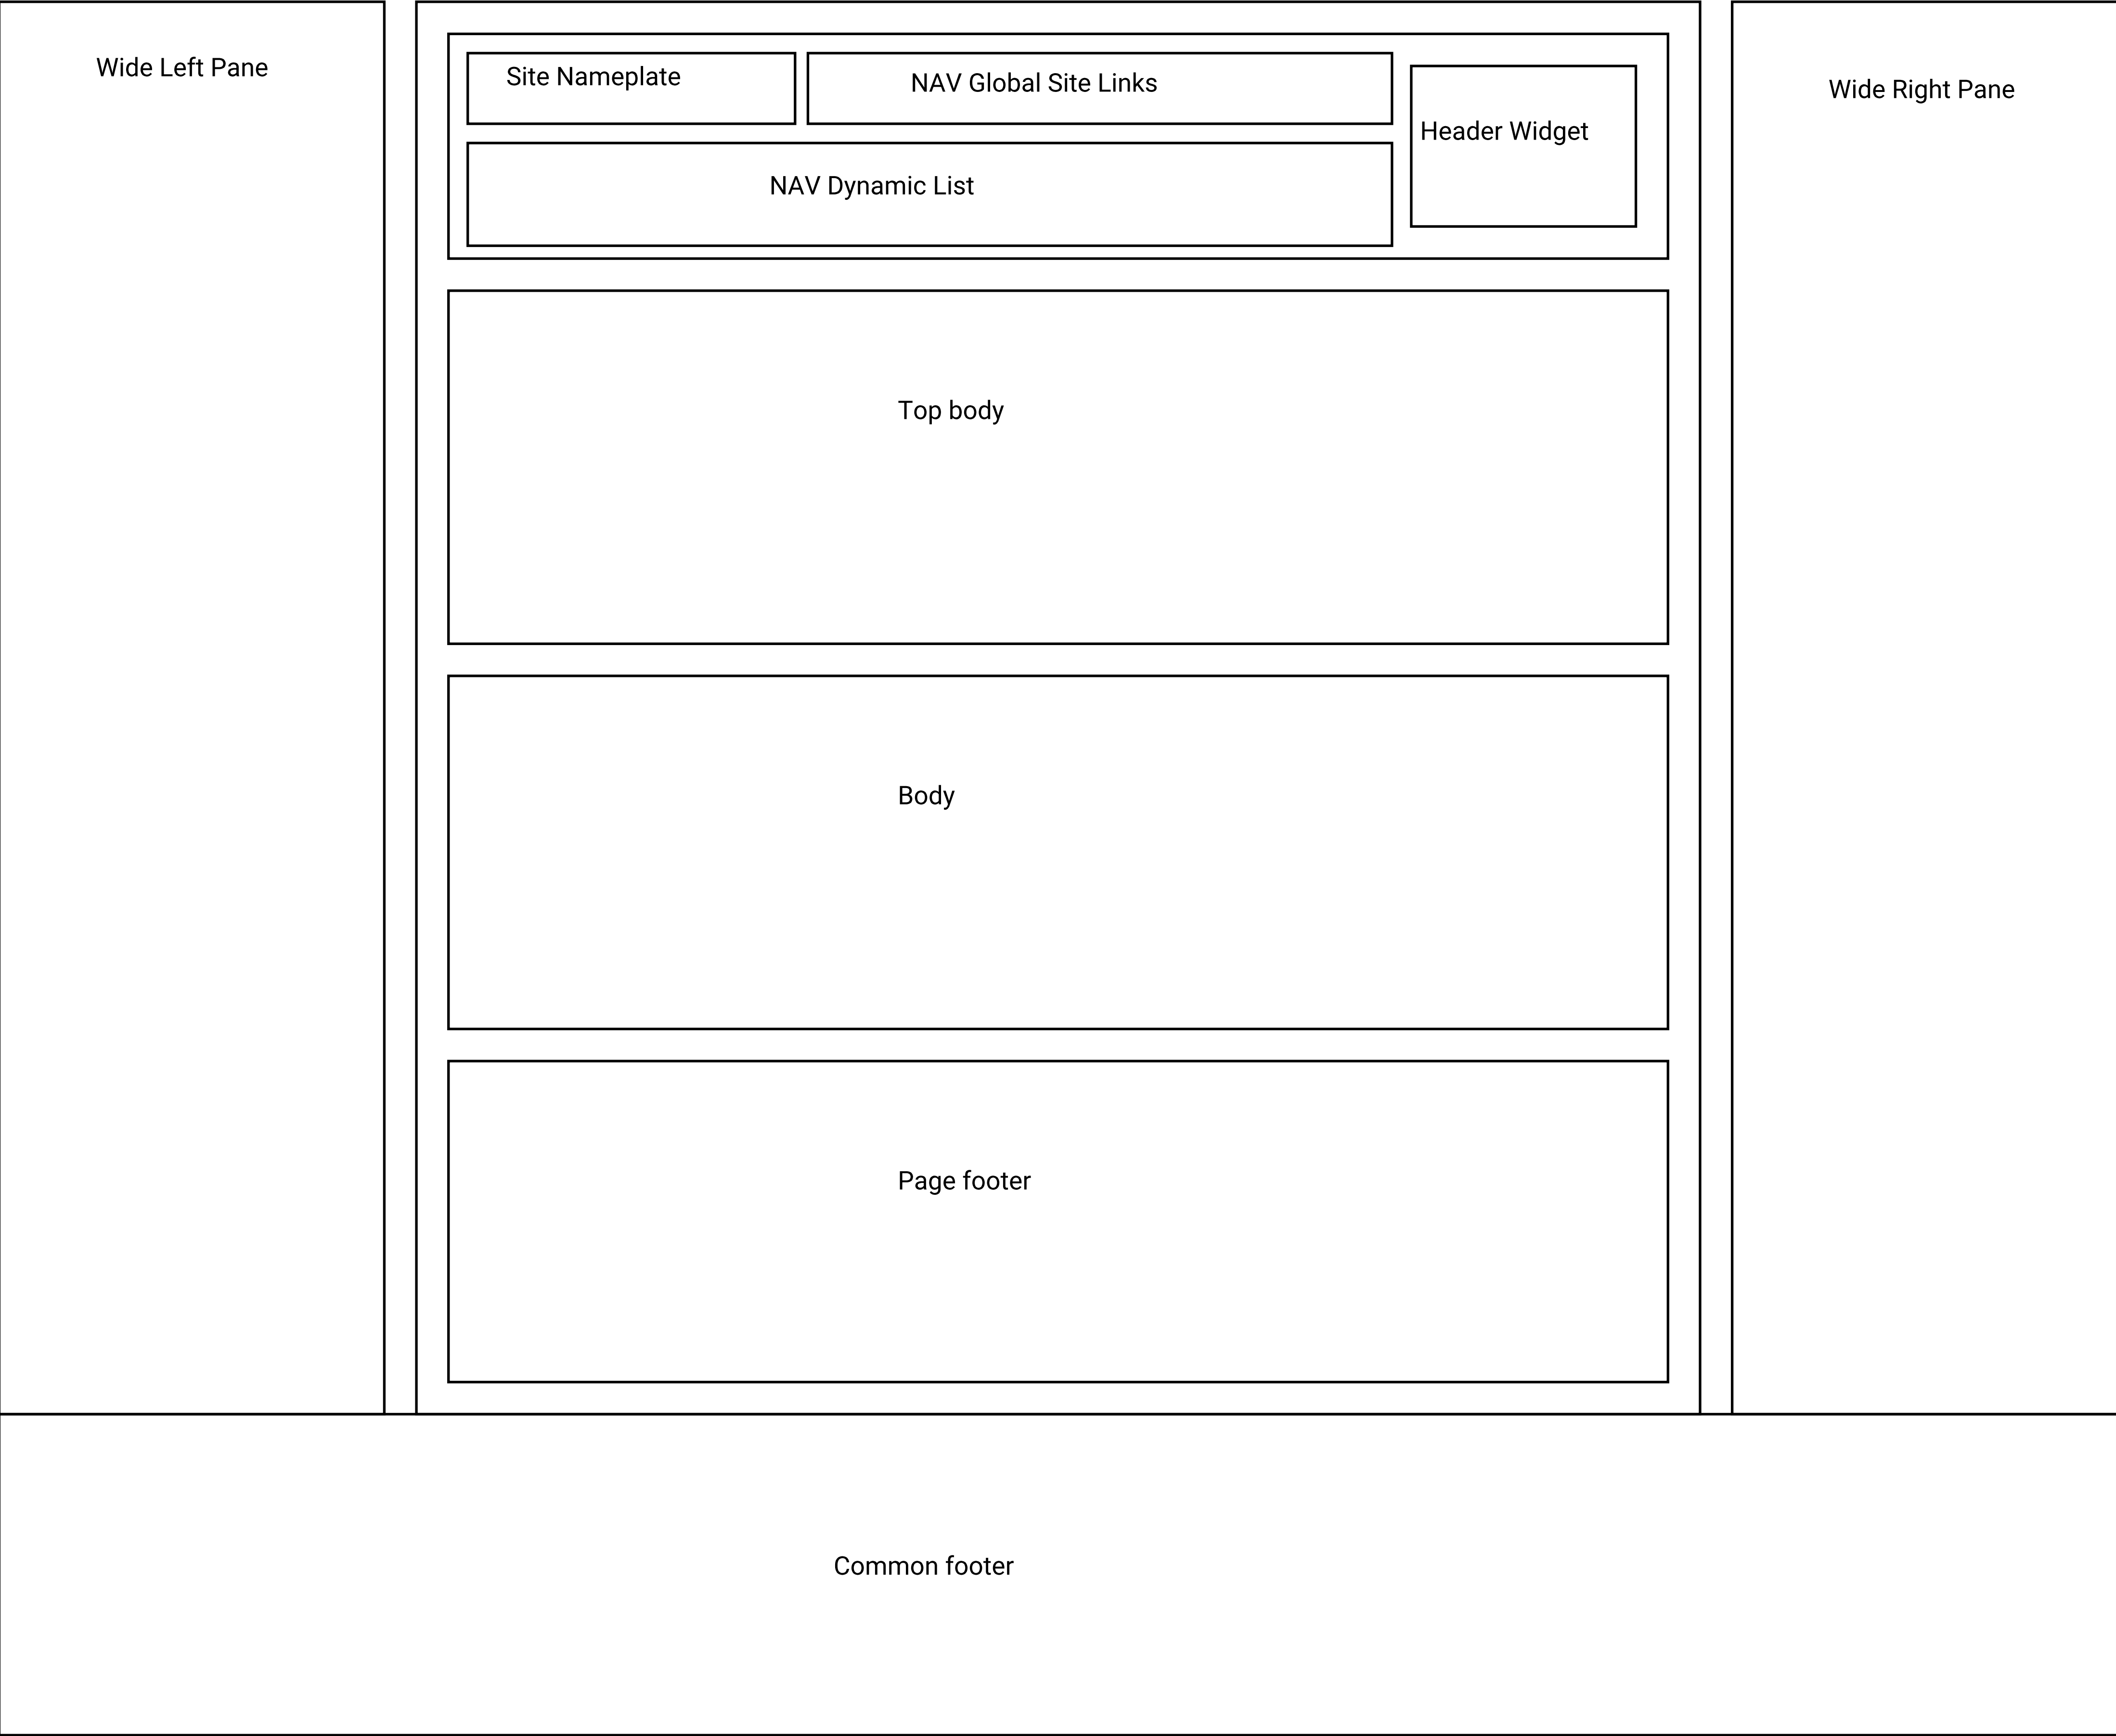 Wide Left Pane
Site Nameplate
NAV Global Site Links
Header Widget
NAV Dynamic List
Wide Right Pane
Top body
Body
Page footer
Common footer